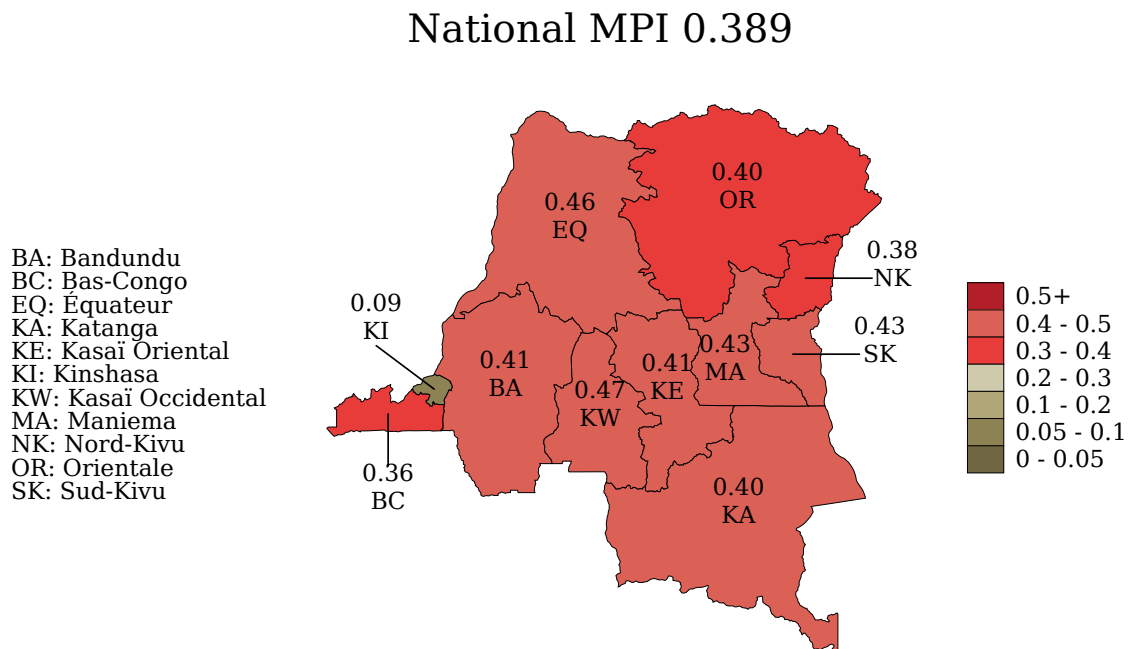 National MPI 0.389
BA: Bandundu
BC: Bas-Congo
EQ: Équateur
KA: Katanga
KE: Kasaï Oriental
KI: Kinshasa
KW: Kasaï Occidental
MA: Maniema
NK: Nord-Kivu
OR: Orientale
SK: Sud-Kivu
0.40
OR
0.46
EQ
0.38
NK
0.09
KI
0.43
SK
0.41
BA
0.47
KW
0.41
KE
0.43
MA
0.36
BC
0.40
KA
0.5+
0.4 - 0.5
0.3 - 0.4
0.2 - 0.3
0.1 - 0.2
0.05 - 0.1
0 - 0.05